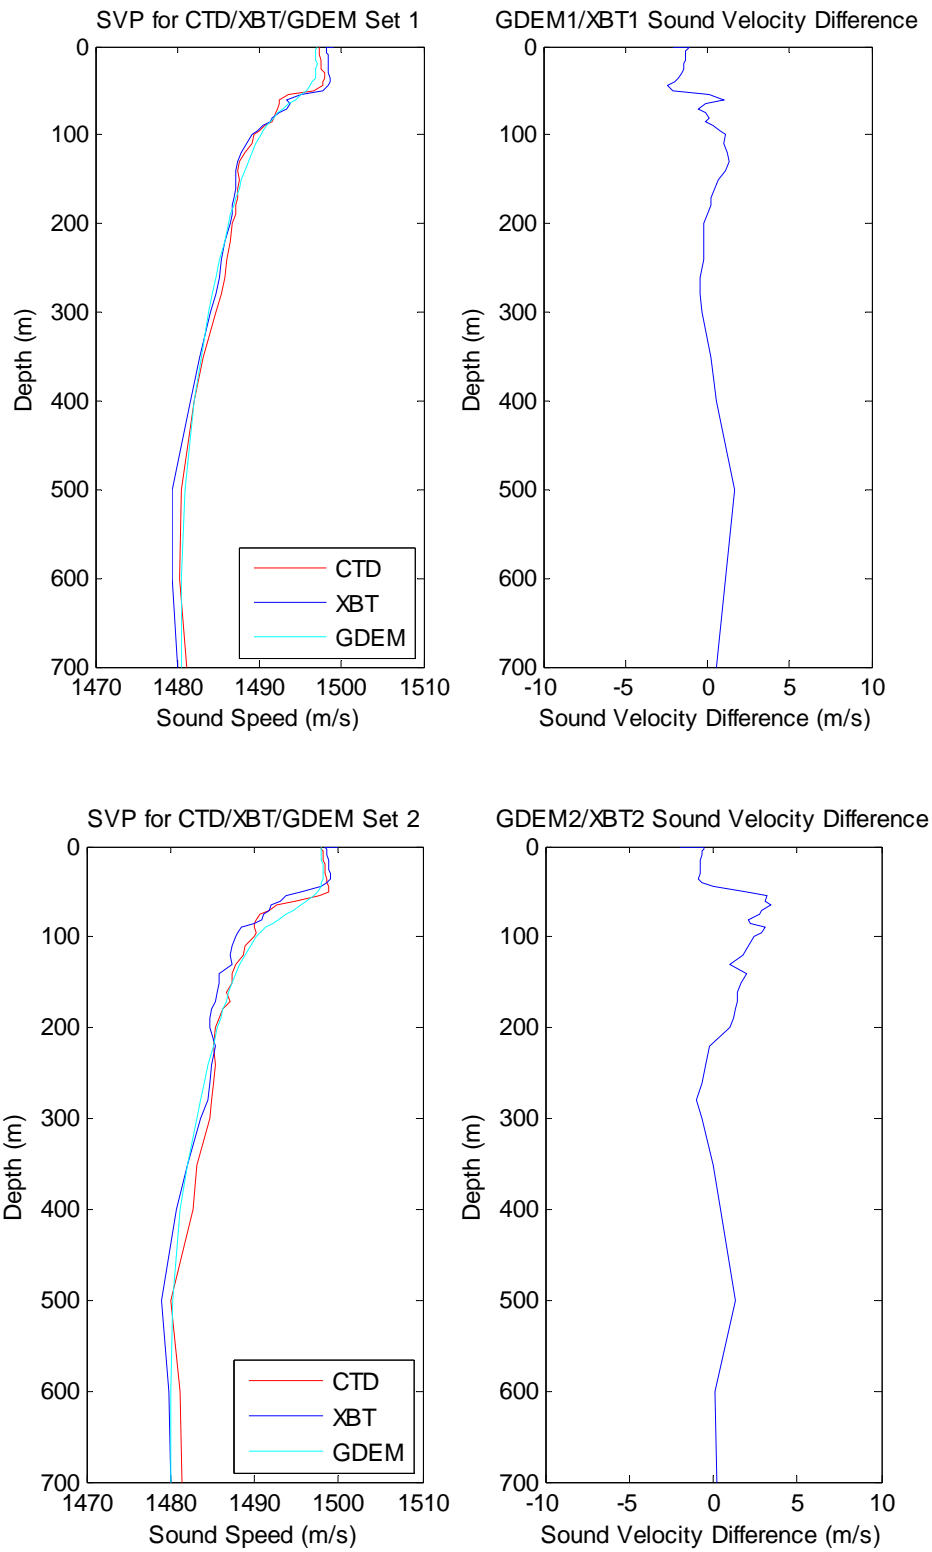 SVP for CTD/XBT/GDEM Set 1
0
100
200
300
400
500
600
700
Depth (m)
1470 1480 1490 1500 1510
Sound Speed (m/s)
CTD
XBT
GDEM
GDEM1/XBT1 Sound Velocity Difference
0
100
200
300
400
500
600
700
Depth (m)
-10 -5 0 5 10
Sound Velocity Difference (m/s)
SVP for CTD/XBT/GDEM Set 2
0
100
200
300
400
500
600
700
Depth (m)
1470 1480 1490 1500 1510
Sound Speed (m/s)
CTD
XBT
GDEM
GDEM2/XBT2 Sound Velocity Difference
0
100
200
300
400
500
600
700
Depth (m)
-10 -5 0 5 10
Sound Velocity Difference (m/s)